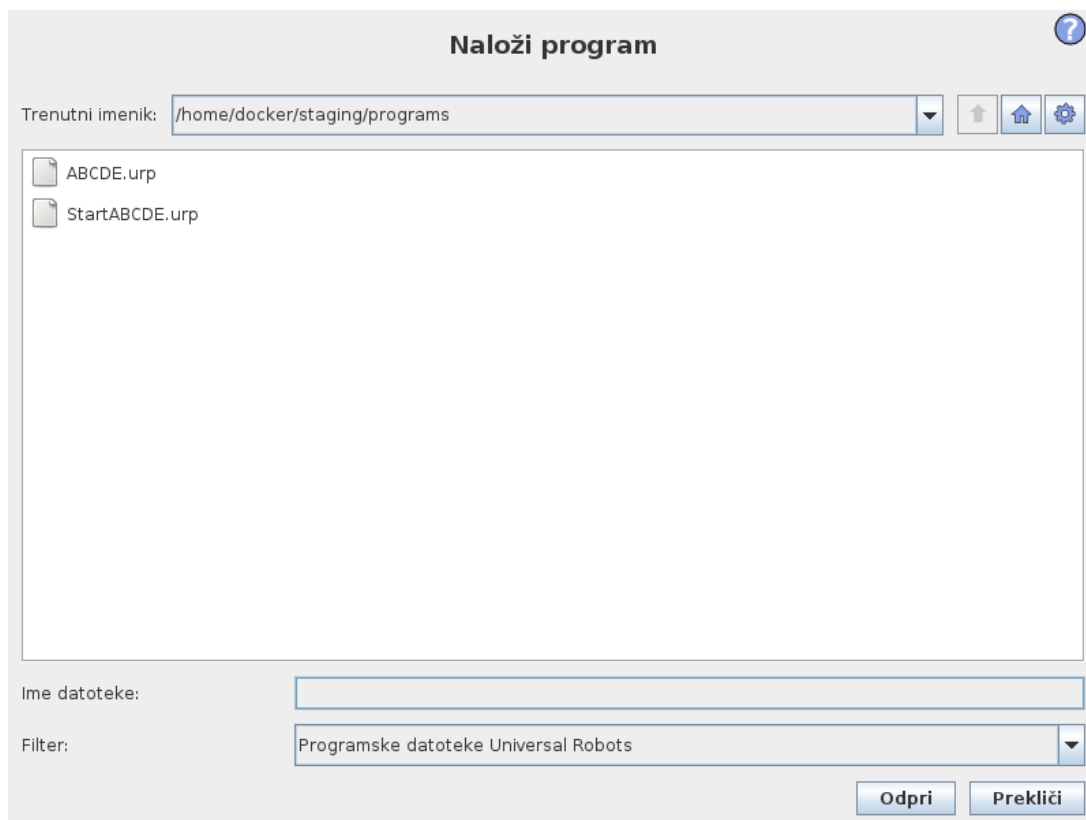 Naloži program
?
Trenutni imenik: /home/docker/staging/programs
ABCDE.urp
StartABCDE.urp
Ime datoteke:
Filter: Programske datoteke Universal Robots
Odpri Prekliči